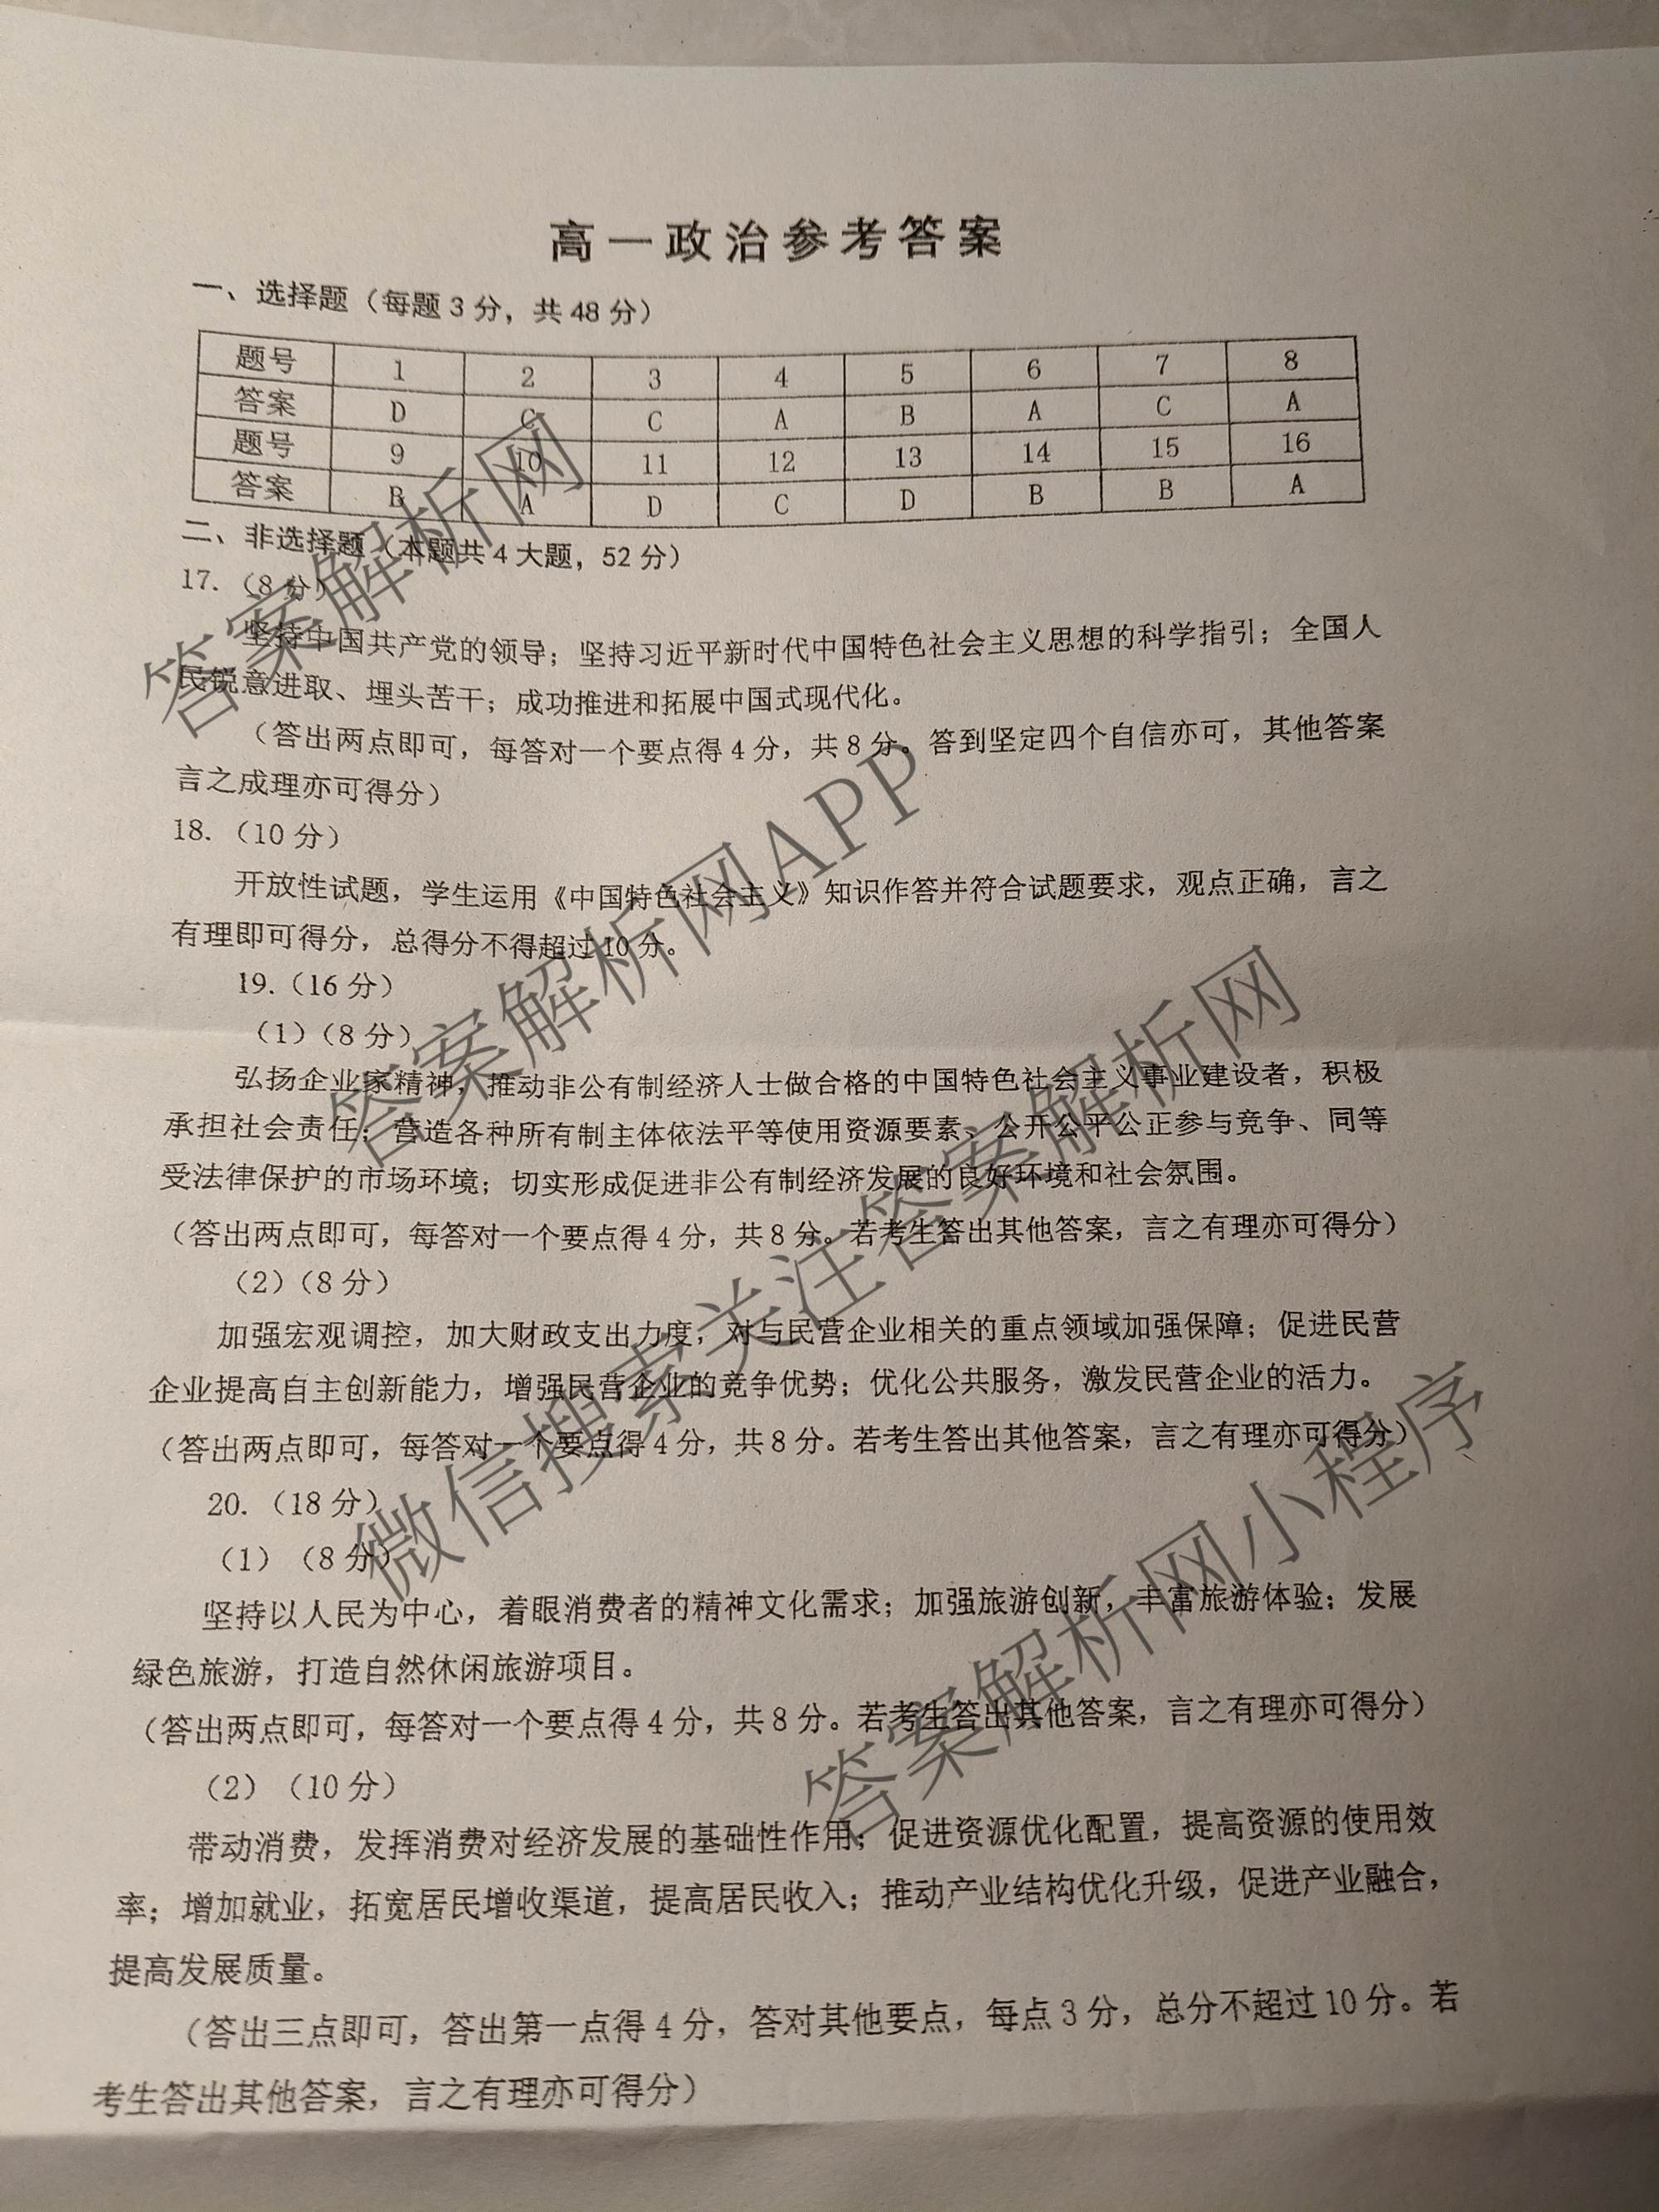 高一政治参考答案
一、选择题（每题3分，共48分）
题号 1 2 3 4 5 6 7 8
答案 D C C A B A C A
题号 9 10 11 12 13 14 15 16
答案 B A D C D B B A
二、非选择题（本题共4大题，52分）
17.（8分）
坚持中国共产党的领导；坚持习近平新时代中国特色社会主义思想的科学指引；全国人
民锐意进取、埋头苦干；成功推进和拓展中国式现代化。
（答出两点即可，每答对一个要点得4分，共8分。答到坚定四个自信亦可，其他答案
言之成理亦可得分）
18.（10分）
开放性试题，学生运用《中国特色社会主义》知识作答并符合试题要求，观点正确，言之
有理即可得分，总得分不得超过10分。
19.（16分）
（1）（8分）
弘扬企业家精神，推动非公有制经济人士做合格的中国特色社会主义事业建设者，积极
承担社会责任；营造各种所有制主体依法平等使用资源要素、公开公平公正参与竞争、同等
受法律保护的市场环境；切实形成促进非公有制经济发展的良好环境和社会氛围。
（答出两点即可，每答对一个要点得4分，共8分。若考生答出其他答案，言之有理亦可得分）
（2）（8分）
加强宏观调控，加大财政支出力度，对与民营企业相关的重点领域加强保障；促进民营
企业提高自主创新能力，增强民营企业的竞争优势；优化公共服务，激发民营企业的活力。
（答出两点即可，每答对一个要点得4分，共8分。若考生答出其他答案，言之有理亦可得分）
20.（18分）
（1）（8分）
坚持以人民为中心，着眼消费者的精神文化需求；加强旅游创新，丰富旅游体验；发展
绿色旅游，打造自然休闲旅游项目。
（答出两点即可，每答对一个要点得4分，共8分。若考生答出其他答案，言之有理亦可得分）
（2）（10分）
带动消费，发挥消费对经济发展的基础性作用；促进资源优化配置，提高资源的使用效
率；增加就业，拓宽居民增收渠道，提高居民收入；推动产业结构优化升级，促进产业融合，
提高发展质量。
（答出三点即可，答出第一点得4分，答对其他要点，每点3分，总分不超过10分。若
考生答出其他答案，言之有理亦可得分）
答案解析网
答案解析网APP
微信搜索关注答案解析网
答案解析网小程序